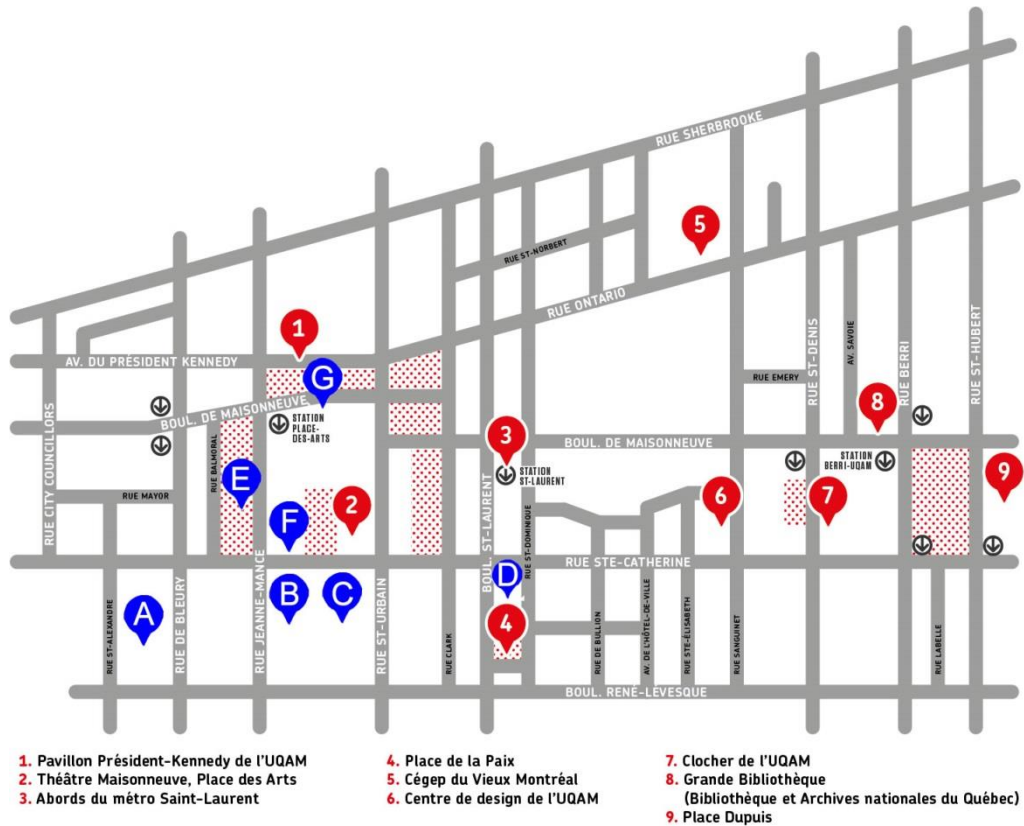 RUE SHERBROOKE
RUE ST-NORBERT
RUE ONTARIO
5
1
AV. DU PRÉSIDENT KENNEDY
G
BOUL. DE MAISONNEUVE
STATION
PLACE-
DES-ARTS
RUE CITY COUNCILLORS
RUE BALMORAL
RUE MAYOR
E
F
2
3
STATION
ST-LAURENT
BOUL. DE MAISONNEUVE
RUE EMERY
RUE ST-DENIS
AV. SAVOIE
RUE BERRI
RUE ST-HUBERT
8
STATION
BERRI-UQAM
6
7
9
BOUL. ST-LAURENT
RUE ST-DOMINIQUE
RUE STE-CATHERINE
A
B
C
D
4
RUE ST-ALEXANDRE
RUE DE BLEURY
RUE JEANNE-MANCE
RUE ST-URBAIN
RUE CLARK
RUE DE BULLION
AV. DE L'HÔTEL-DE-VILLE
RUE STE-ÉLISABETH
RUE SANGUINET
RUE LABELLE
BOUL. RENÉ-LÉVESQUE
1. Pavillon Président-Kennedy de l'UQAM
2. Théâtre Maisonneuve, Place des Arts
3. Abords du métro Saint-Laurent
4. Place de la Paix
5. Cégep du Vieux Montréal
6. Centre de design de l'UQAM
7. Clocher de l'UQAM
8. Grande Bibliothèque
(Bibliothèque et Archives nationales du Québec)
9. Place Dupuis